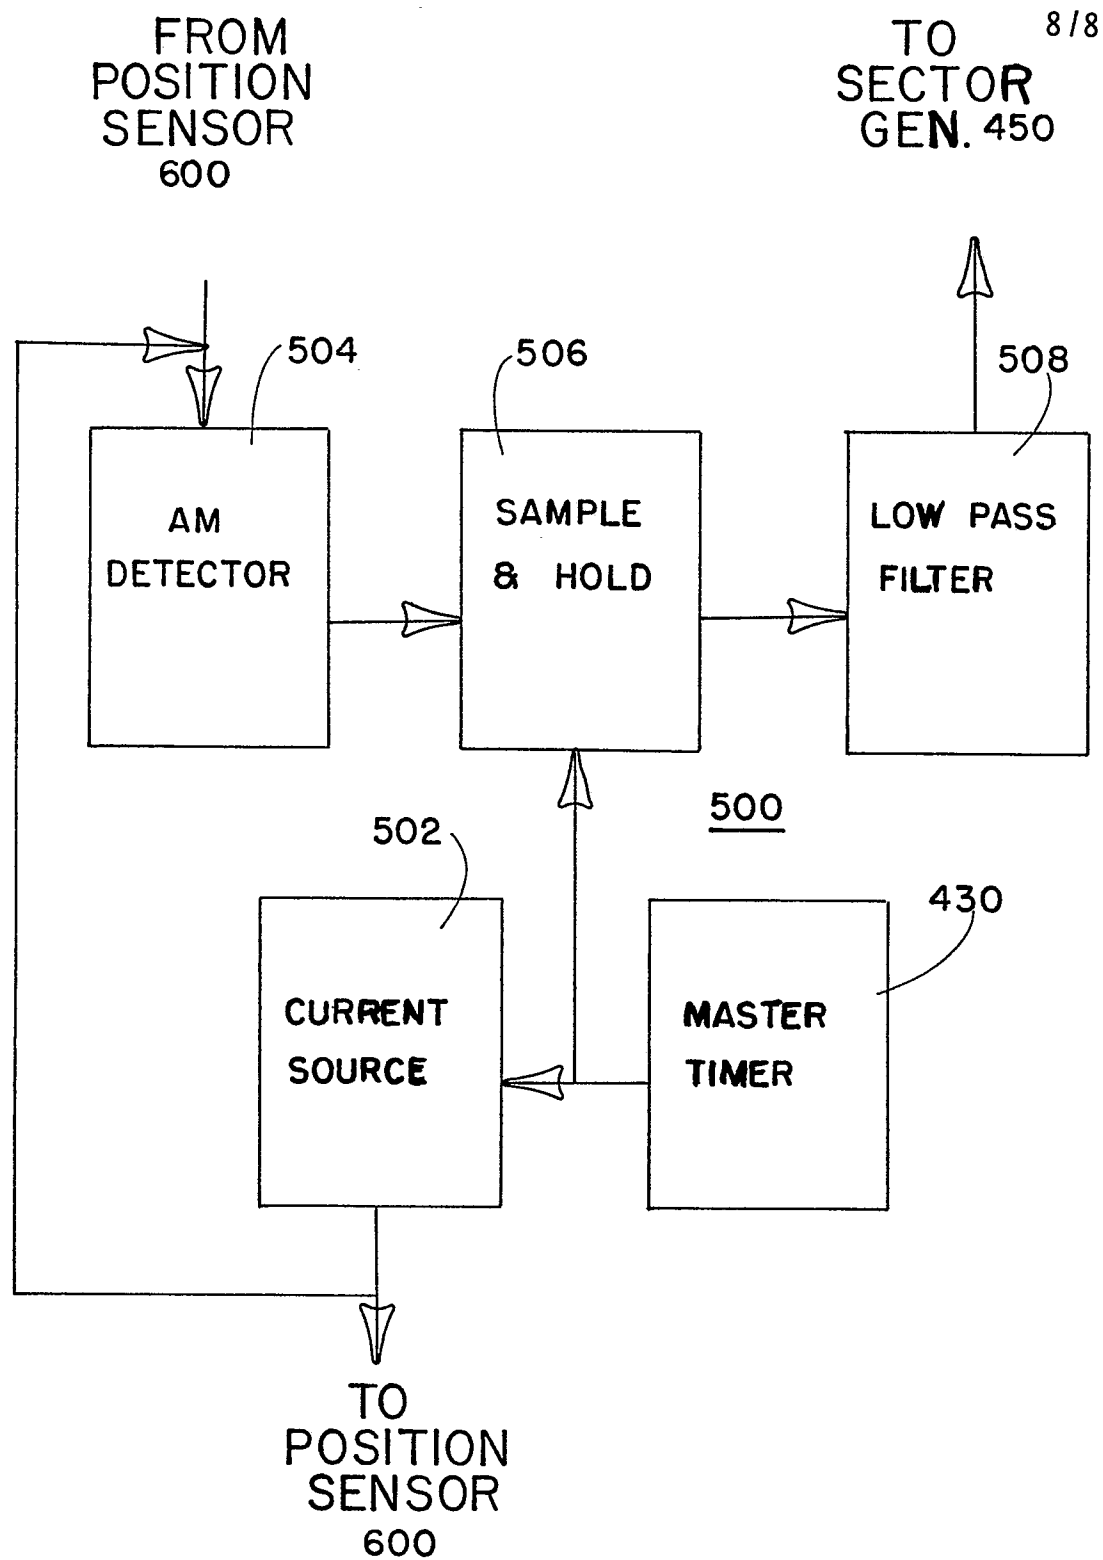 8/8
FROM
POSITION
SENSOR
600
TO
SECTOR
GEN. 450
504
506
508
AM
DETECTOR
SAMPLE
& HOLD
LOW PASS
FILTER
500
502
430
CURRENT
SOURCE
MASTER
TIMER
TO
POSITION
SENSOR
600